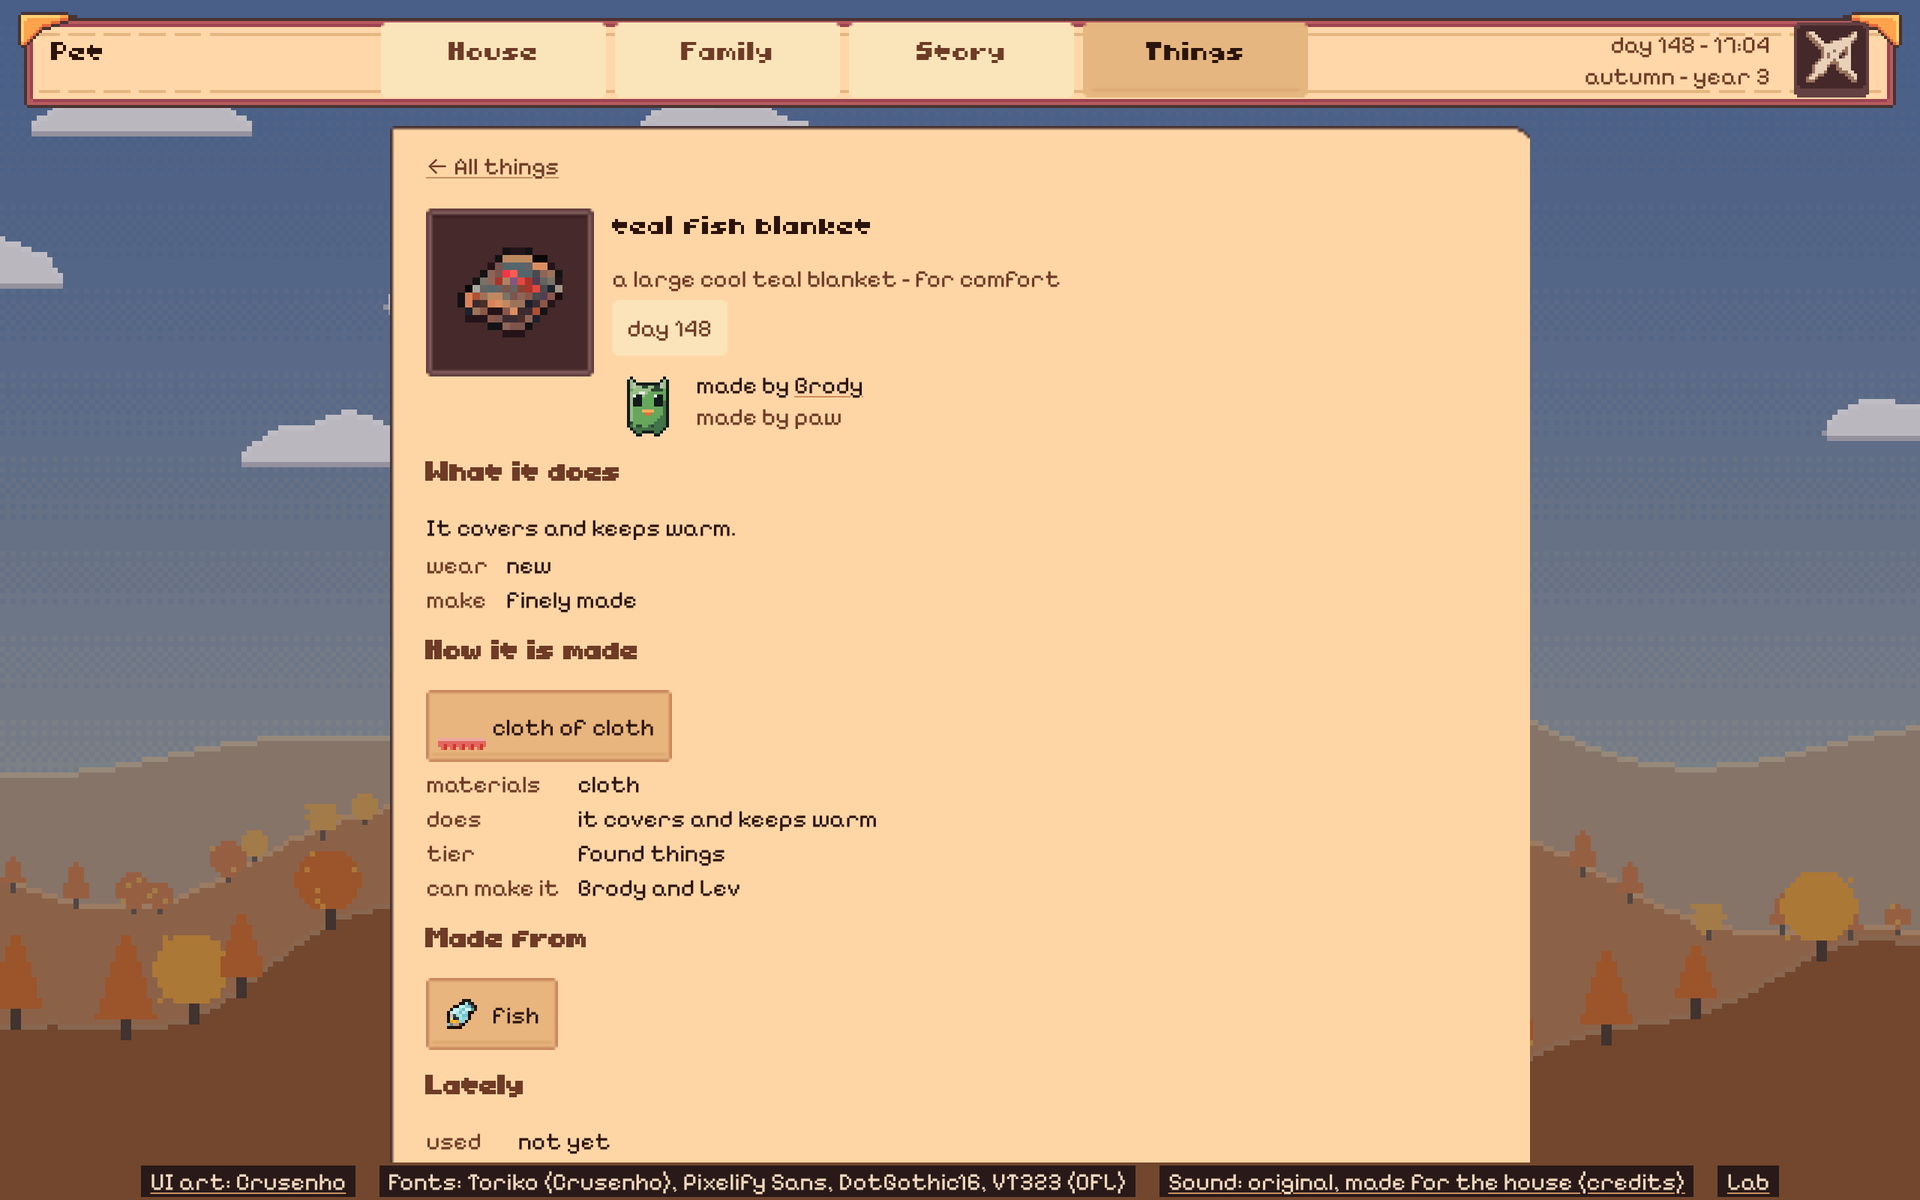 Pet
House
Family
Story
Things
day 148 - 17:04
autumn - year 3
← All things
teal fish blanket
a large cool teal blanket - for comfort
day 148
made by Brody
made by paw
What it does
It covers and keeps warm.
wear new
make finely made
How it is made
cloth of cloth
materials cloth
does it covers and keeps warm
tier found things
can make it Brody and Lev
Made from
fish
Lately
used not yet
UI art: Crusenho
Fonts: Toriko (Crusenho), Pixelify Sans, DotGothic16, VT323 (OFL)
Sound: original, made for the house (credits)
Lab